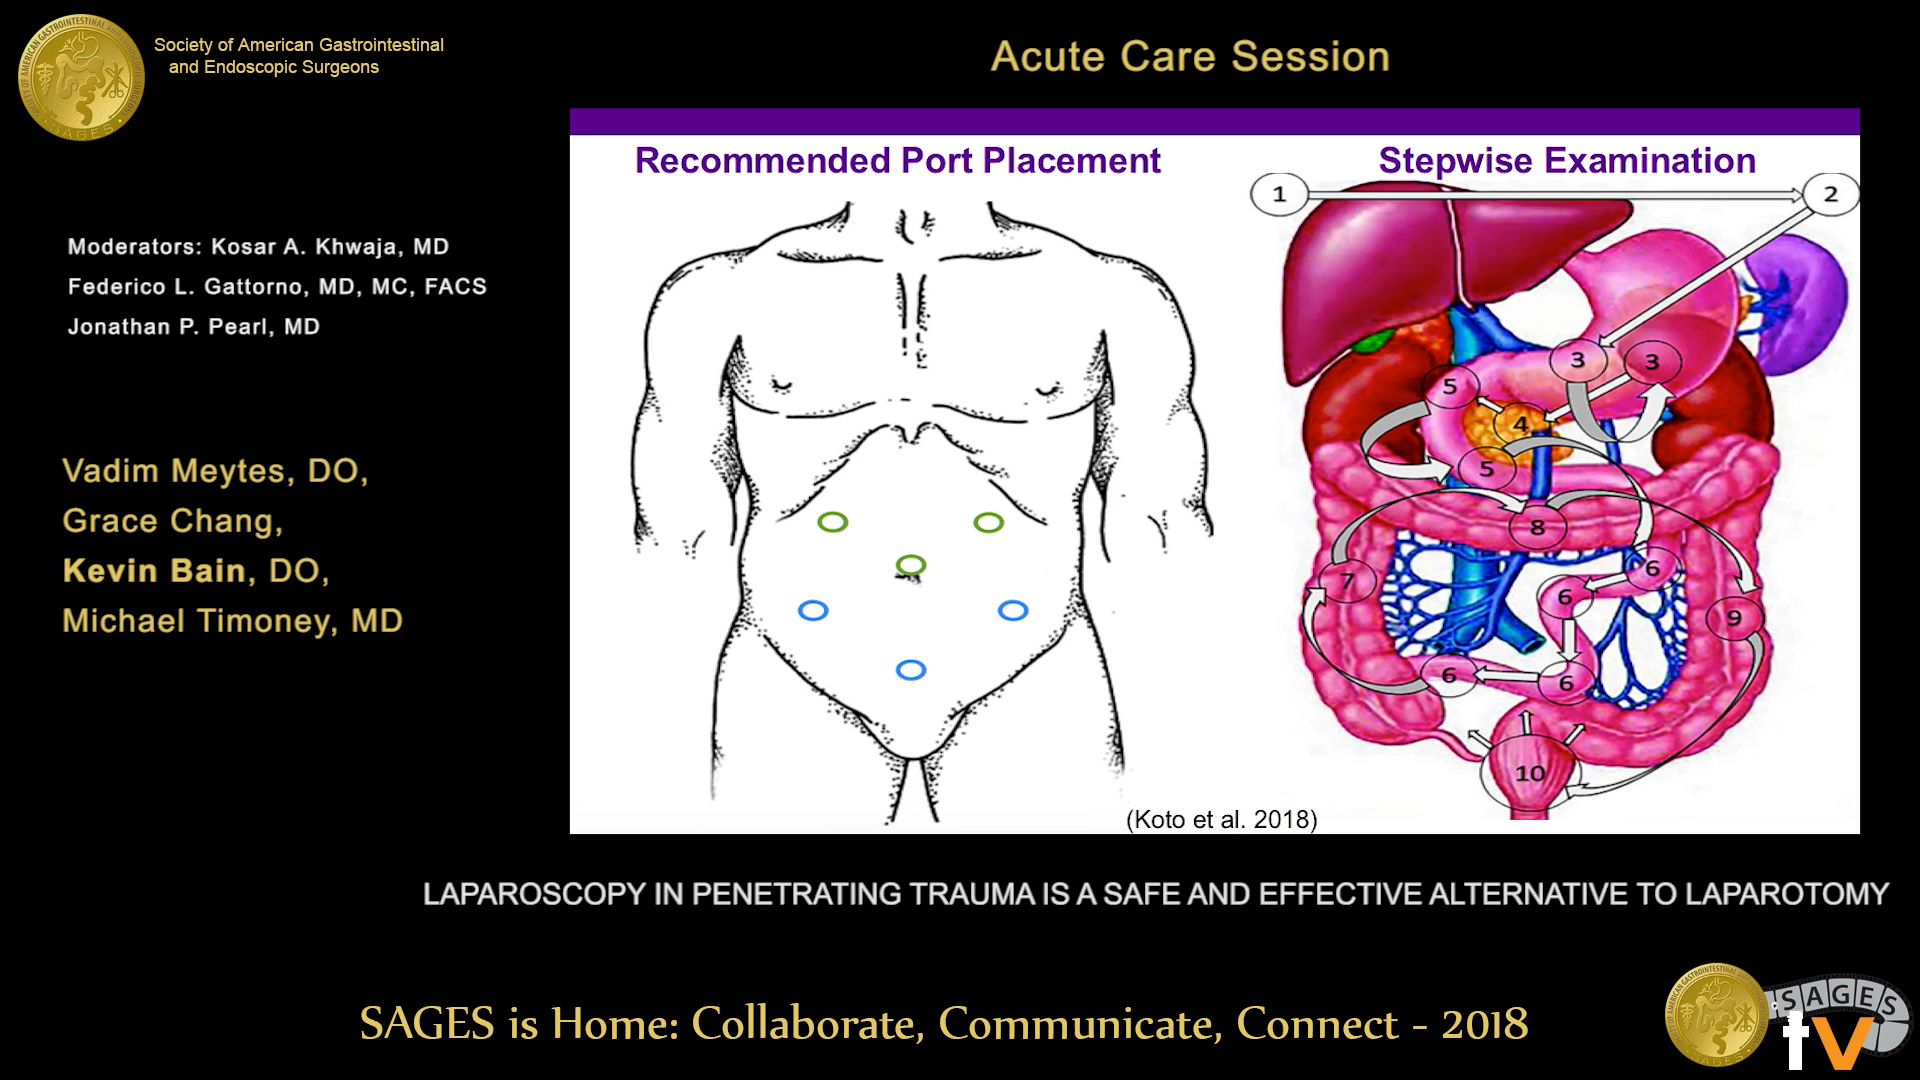 Society of American Gastrointestinal
and Endoscopic Surgeons
Acute Care Session
Moderators: Kosar A. Khwaja, MD
Federico L. Gattorno, MD, MC, FACS
Jonathan P. Pearl, MD
Vadim Meytes, DO,
Grace Chang,
Kevin Bain, DO,
Michael Timoney, MD
Recommended Port Placement
Stepwise Examination
1
2
3
3
5
4
5
8
6
7
6
9
6
6
10
(Koto et al. 2018)
LAPAROSCOPY IN PENETRATING TRAUMA IS A SAFE AND EFFECTIVE ALTERNATIVE TO LAPAROTOMY
SAGES is Home: Collaborate, Communicate, Connect - 2018
SAGES
tv
SAGES